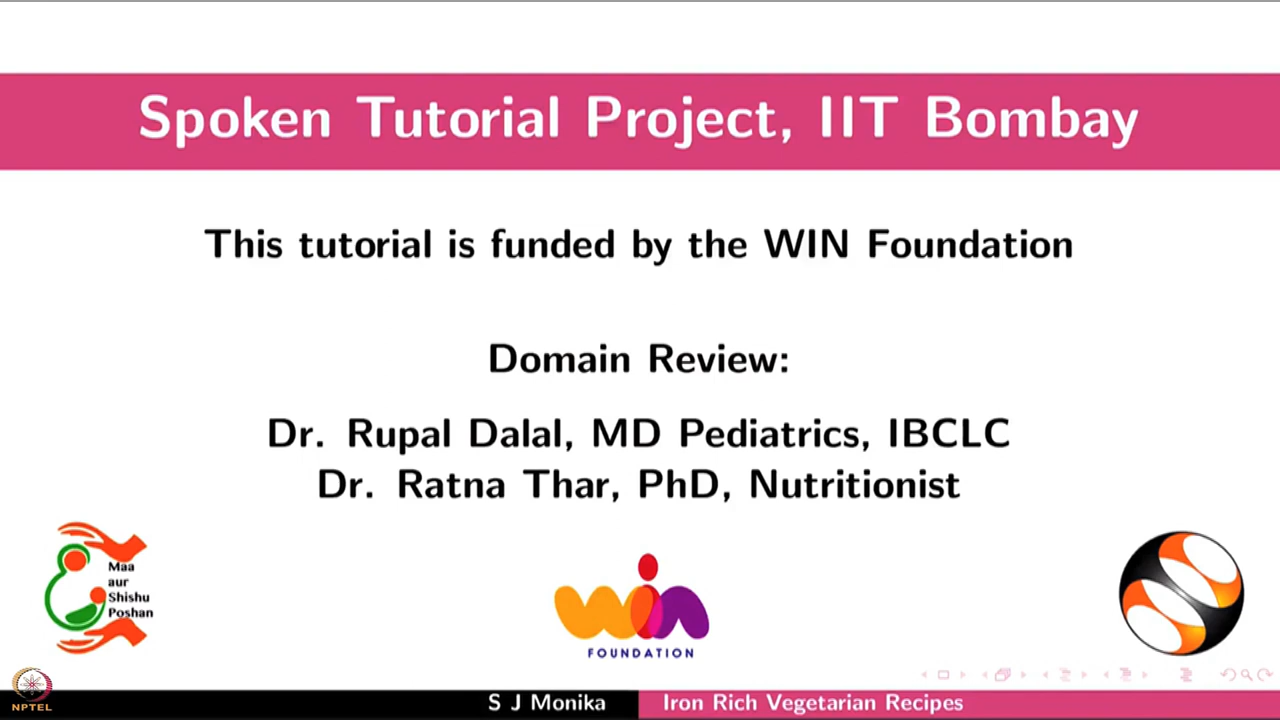 Spoken Tutorial Project, IIT Bombay
This tutorial is funded by the WIN Foundation
Domain Review:
Dr. Rupal Dalal, MD Pediatrics, IBCLC
Dr. Ratna Thar, PhD, Nutritionist
Maa
aur
Shishu
Poshan
win
FOUNDATION
NPTEL
S J Monika
Iron Rich Vegetarian Recipes